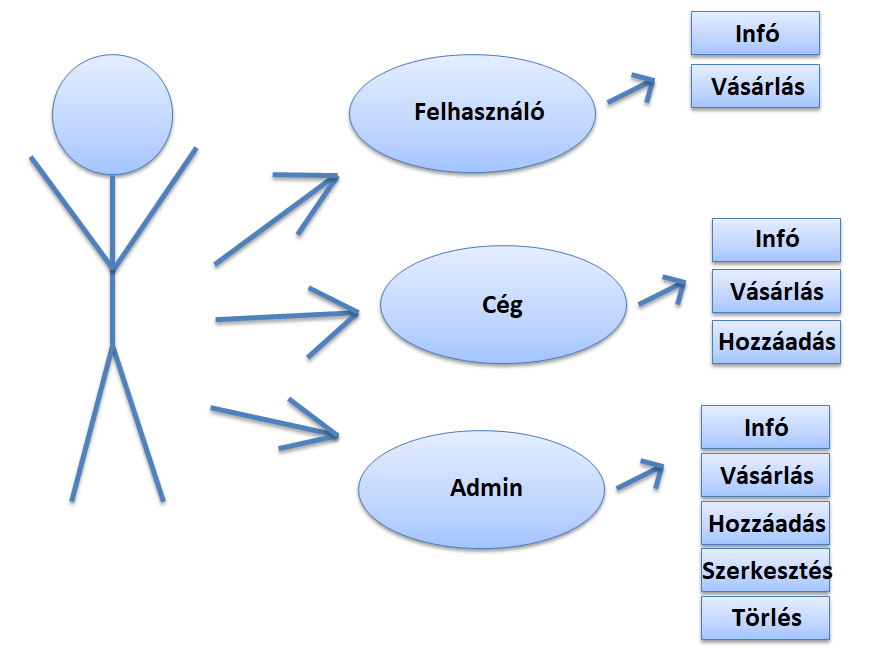 Felhasználó
Infó
Vásárlás
Cég
Infó
Vásárlás
Hozzáadás
Admin
Infó
Vásárlás
Hozzáadás
Szerkesztés
Törlés